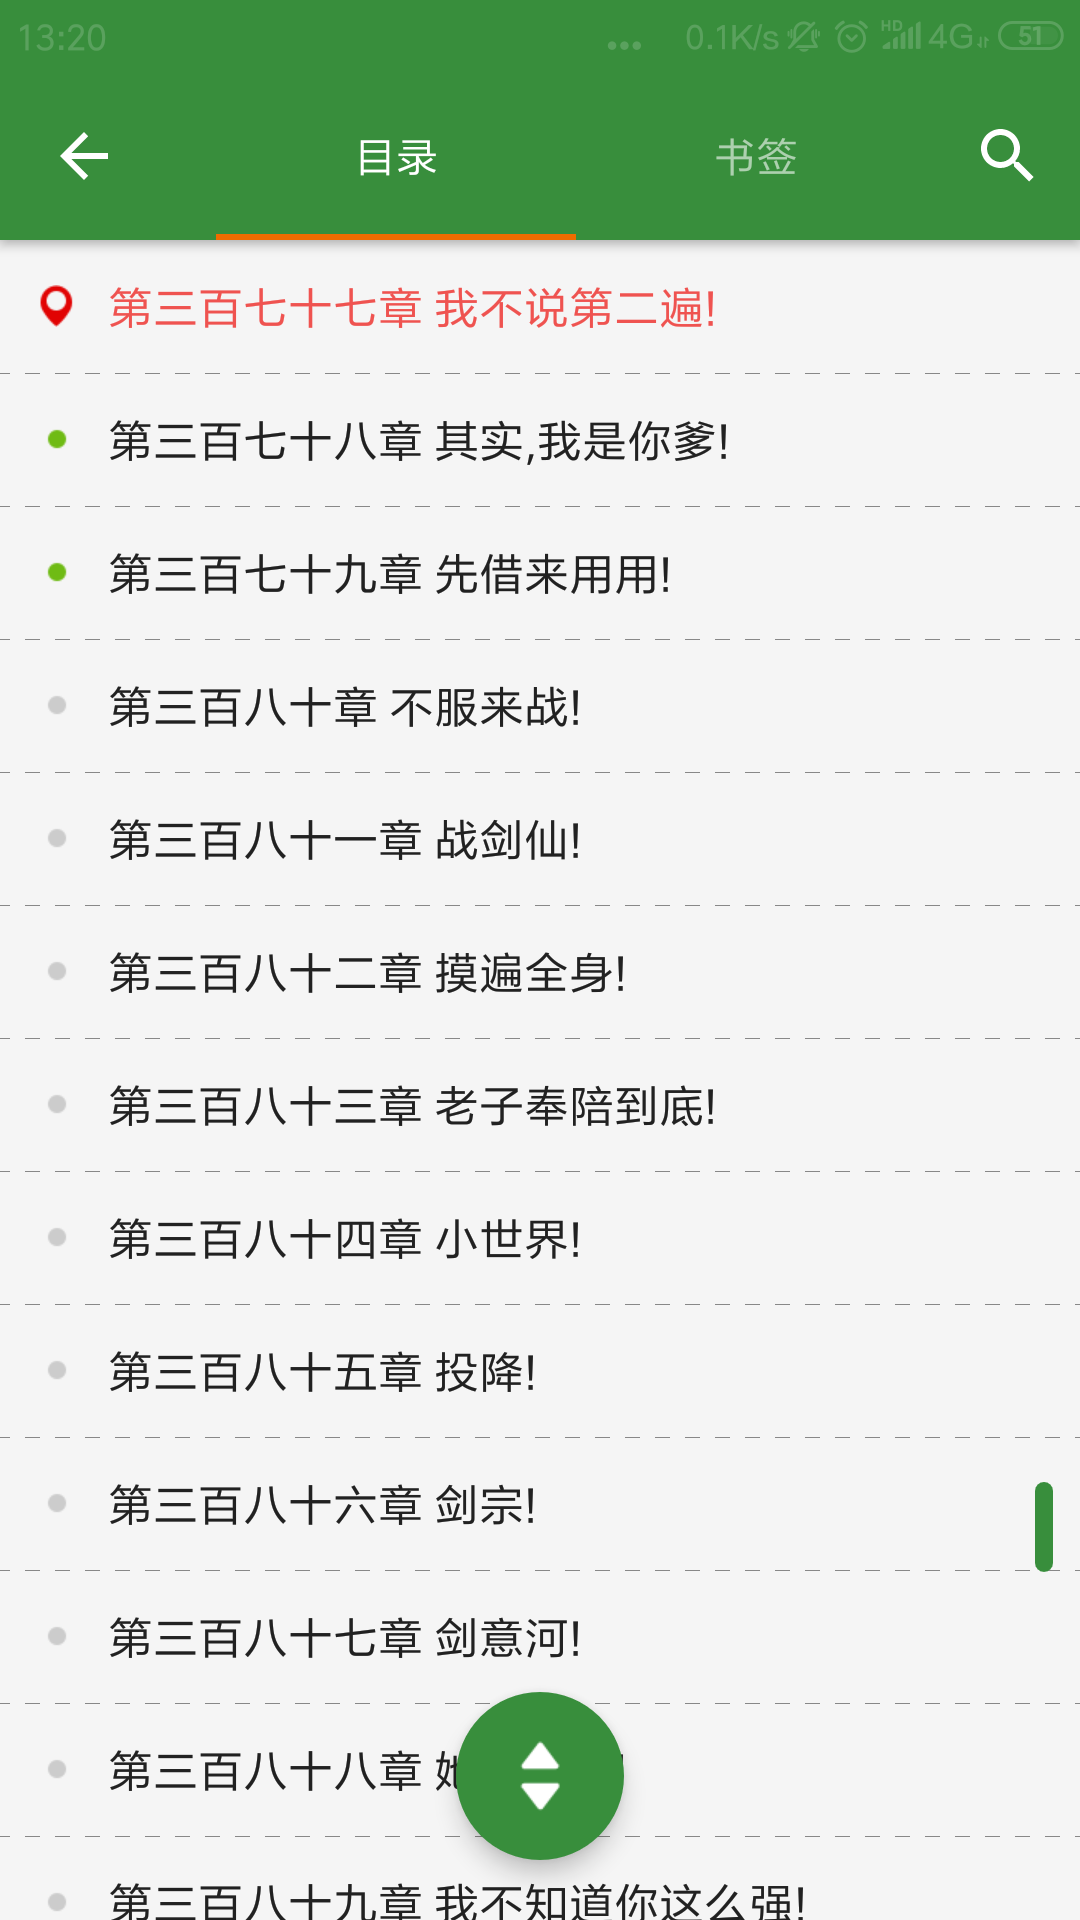 13:20
0.1K/s HD 4G 51
目录
书签
第三百七十七章 我不说第二遍!
第三百七十八章 其实,我是你爹!
第三百七十九章 先借来用用!
第三百八十章 不服来战!
第三百八十一章 战剑仙!
第三百八十二章 摸遍全身!
第三百八十三章 老子奉陪到底!
第三百八十四章 小世界!
第三百八十五章 投降!
第三百八十六章 剑宗!
第三百八十七章 剑意河!
第三百八十八章
第三百八十九章 我不知道你这么强!